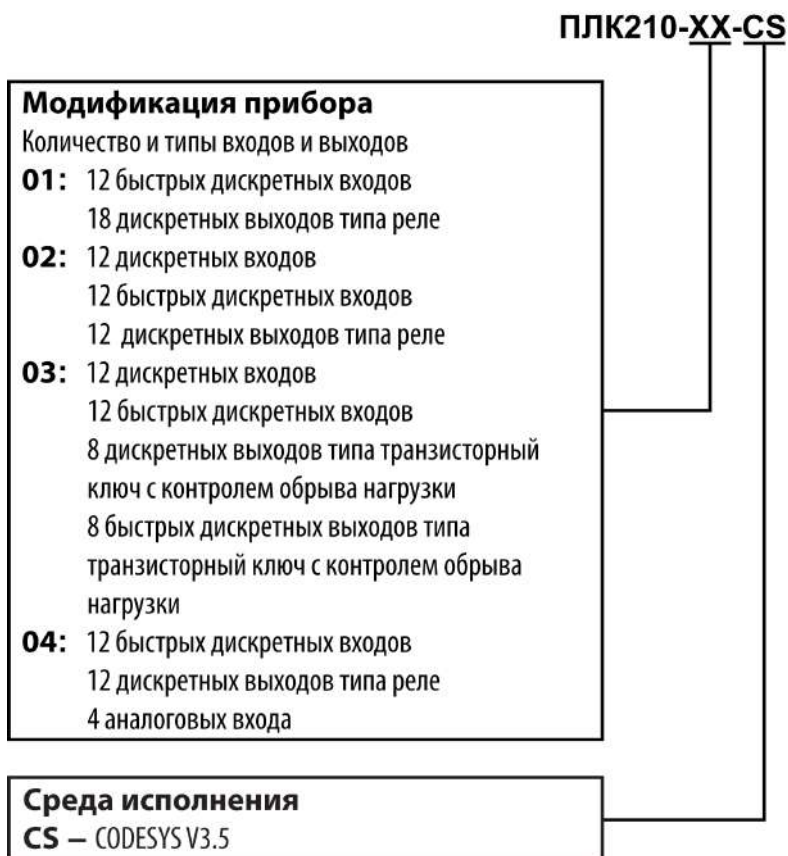 ПЛК210-XX-CS
Модификация прибора
Количество и типы входов и выходов
01: 12 быстрых дискретных входов
18 дискретных выходов типа реле
02: 12 дискретных входов
12 быстрых дискретных входов
12 дискретных выходов типа реле
03: 12 дискретных входов
12 быстрых дискретных входов
8 дискретных выходов типа транзисторный
ключ с контролем обрыва нагрузки
8 быстрых дискретных выходов типа
транзисторный ключ с контролем обрыва
нагрузки
04: 12 быстрых дискретных входов
12 дискретных выходов типа реле
4 аналоговых входа
Среда исполнения
CS – CODESYS V3.5